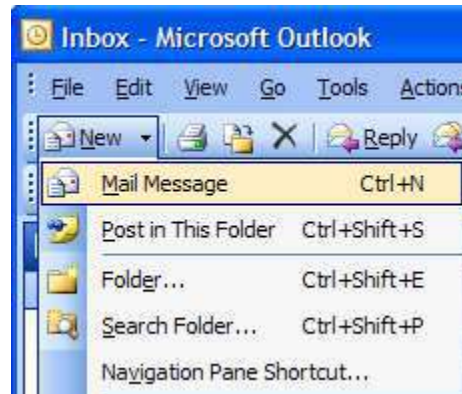 Inbox - Microsoft Outlook
File Edit View Go Tools Actions
New Reply
Mail Message Ctrl+N
Post in This Folder Ctrl+Shift+S
Folder... Ctrl+Shift+E
Search Folder... Ctrl+Shift+P
Navigation Pane Shortcut...